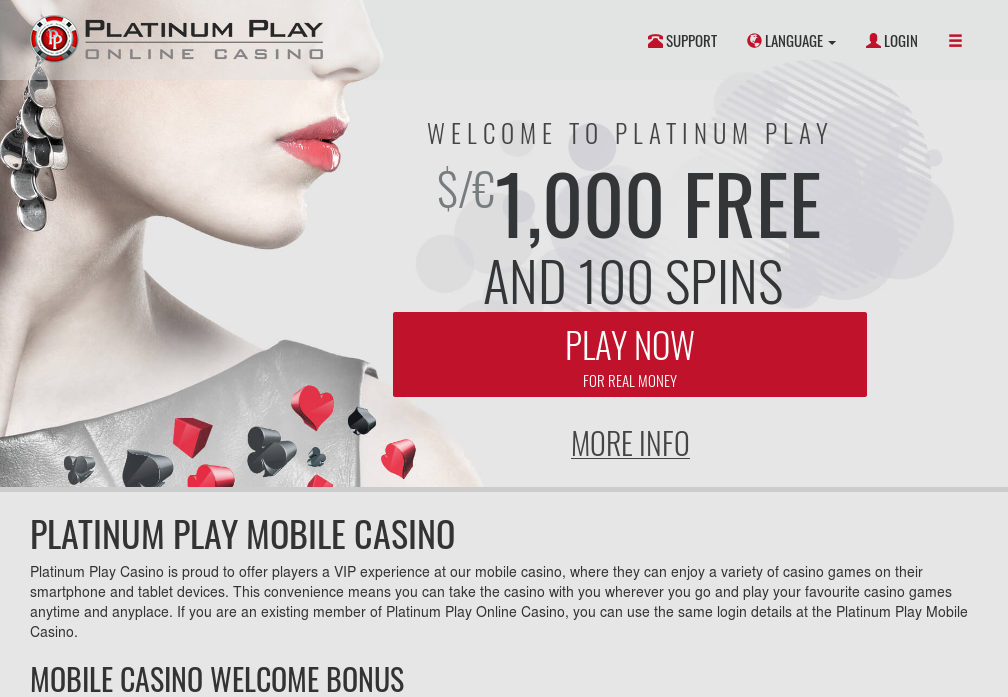 PLATINUM PLAY
ONLINE CASINO
SUPPORT
LANGUAGE
LOGIN
WELCOME TO PLATINUM PLAY
$/€1,000 FREE
AND 100 SPINS
PLAY NOW
FOR REAL MONEY
MORE INFO
PLATINUM PLAY MOBILE CASINO
Platinum Play Casino is proud to offer players a VIP experience at our mobile casino, where they can enjoy a variety of casino games on their
smartphone and tablet devices. This convenience means you can take the casino with you wherever you go and play your favourite casino games
anytime and anyplace. If you are an existing member of Platinum Play Online Casino, you can use the same login details at the Platinum Play Mobile
Casino.
MOBILE CASINO WELCOME BONUS